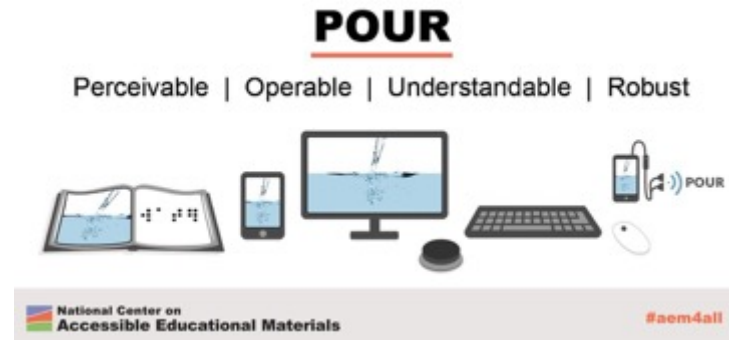 POUR
Perceivable | Operable | Understandable | Robust
POUR
National Center on
Accessible Educational Materials
#aem4all